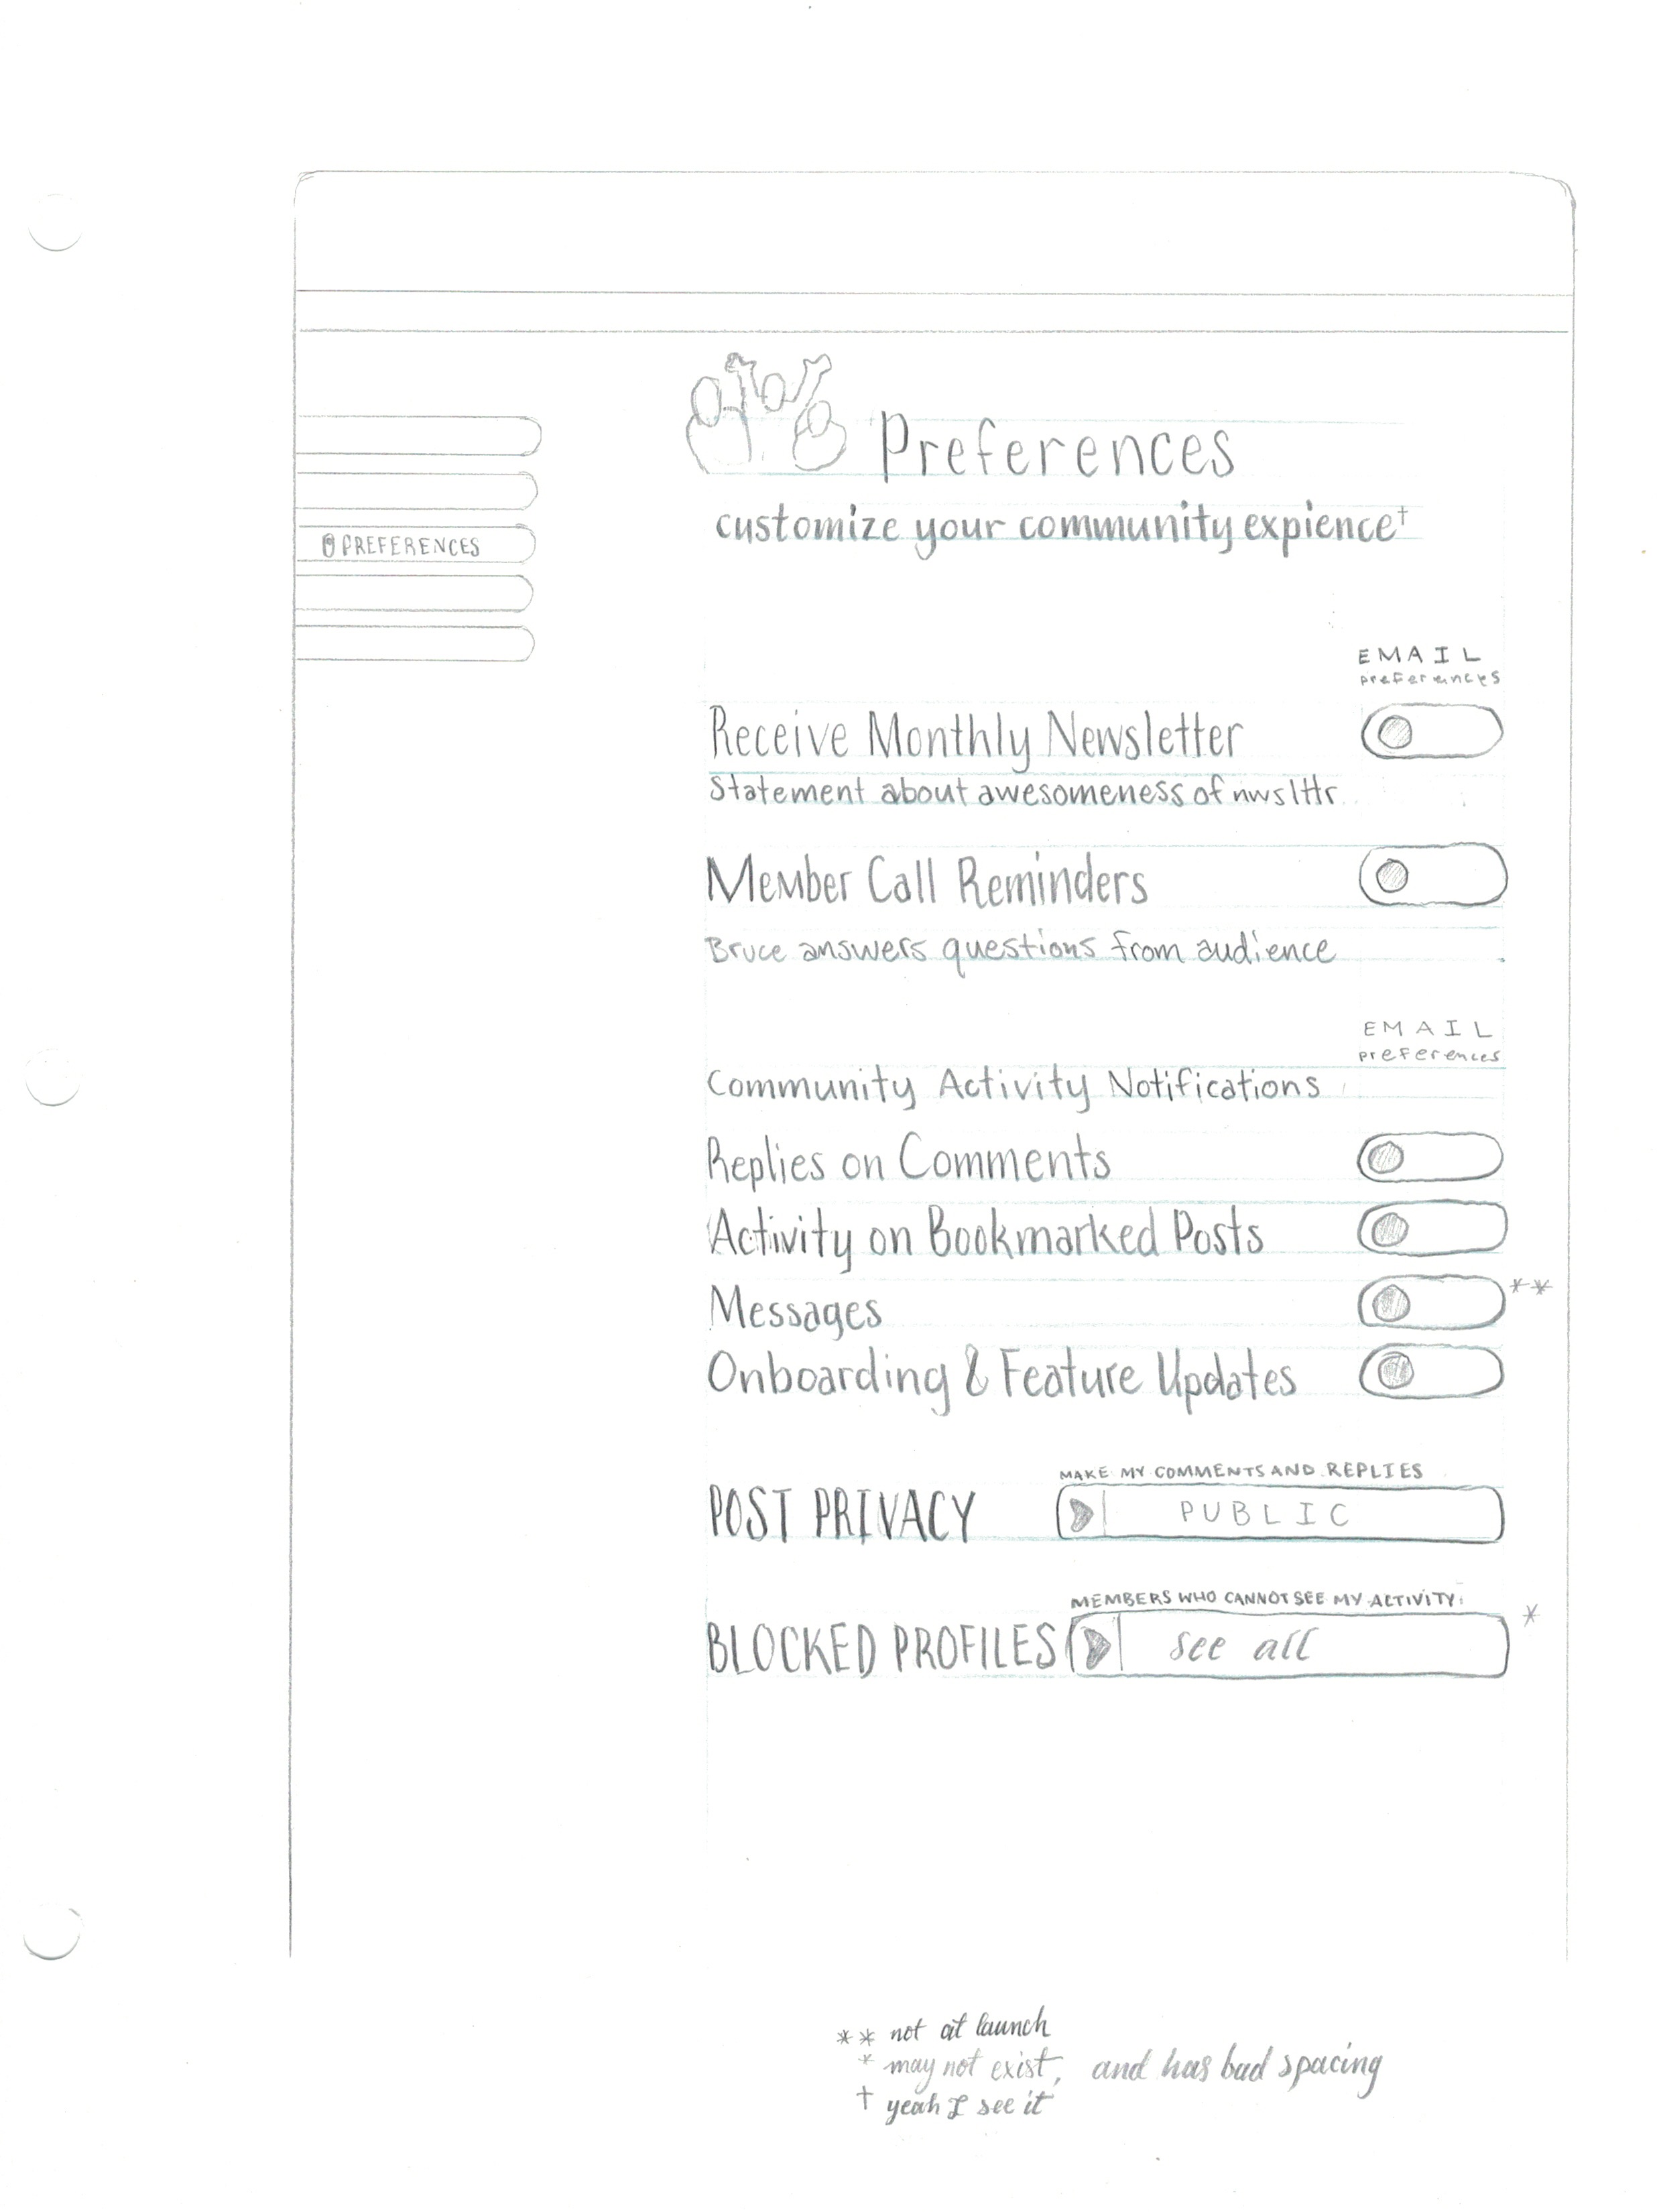 Preferences
customize your community expience†
PREFERENCES
EMAIL
preferences
Receive Monthly Newsletter
Statement about awesomeness of nwslttr
Member Call Reminders
Bruce answers questions from audience
EMAIL
preferences
Community Activity Notifications
Replies on Comments
Activity on Bookmarked Posts
Messages **
Onboarding & Feature Updates
MAKE MY COMMENTS AND REPLIES
POST PRIVACY PUBLIC
MEMBERS WHO CANNOT SEE MY ACTIVITY:
BLOCKED PROFILES see all *
** not at launch
* may not exist, and has bad spacing
† yeah I see it